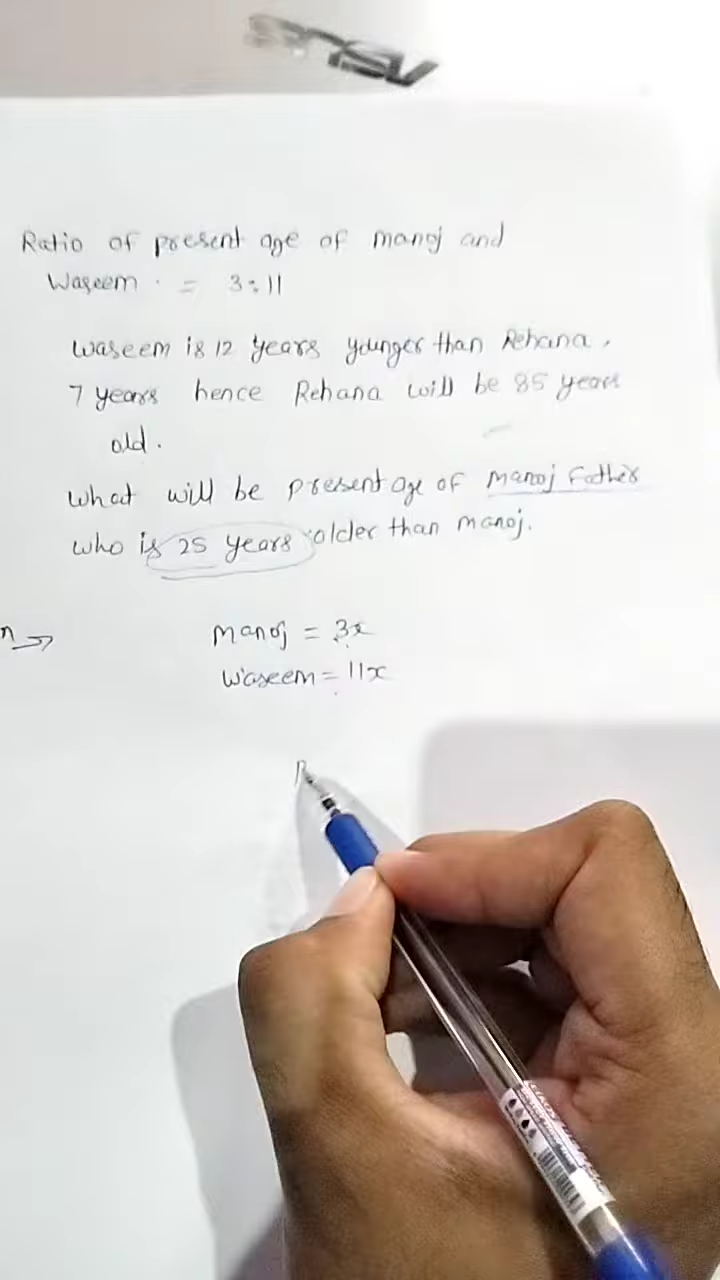 Ratio of present age of manoj and
Waseem = 3:11
Waseem is 12 years younger than Rehana,
7 years hence Rehana will be 85 years
old.
What will be present age of manoj father
who is 25 years older than manoj.
manoj = 3x
Waseem = 11x